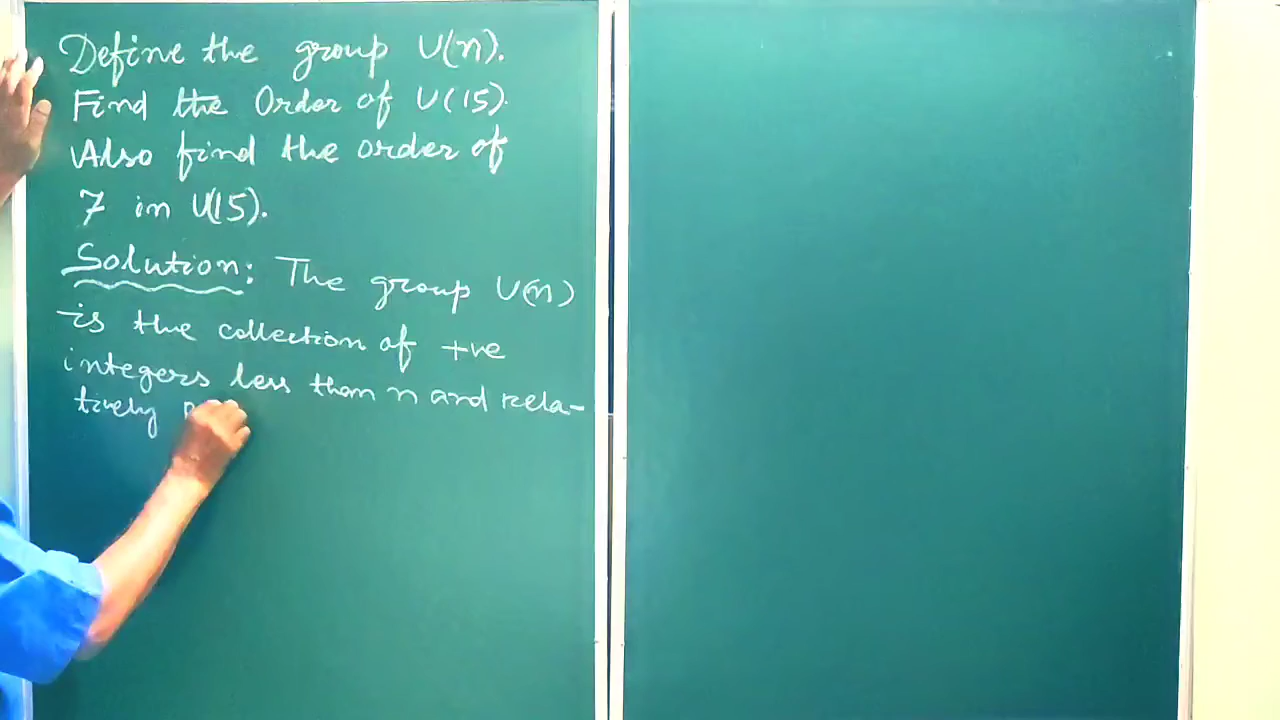 Define the group U(n).
Find the Order of U(15).
Also find the order of
7 in U(15).
Solution: The group U(n)
is the collection of +ve
integers less than n and rela-
tively